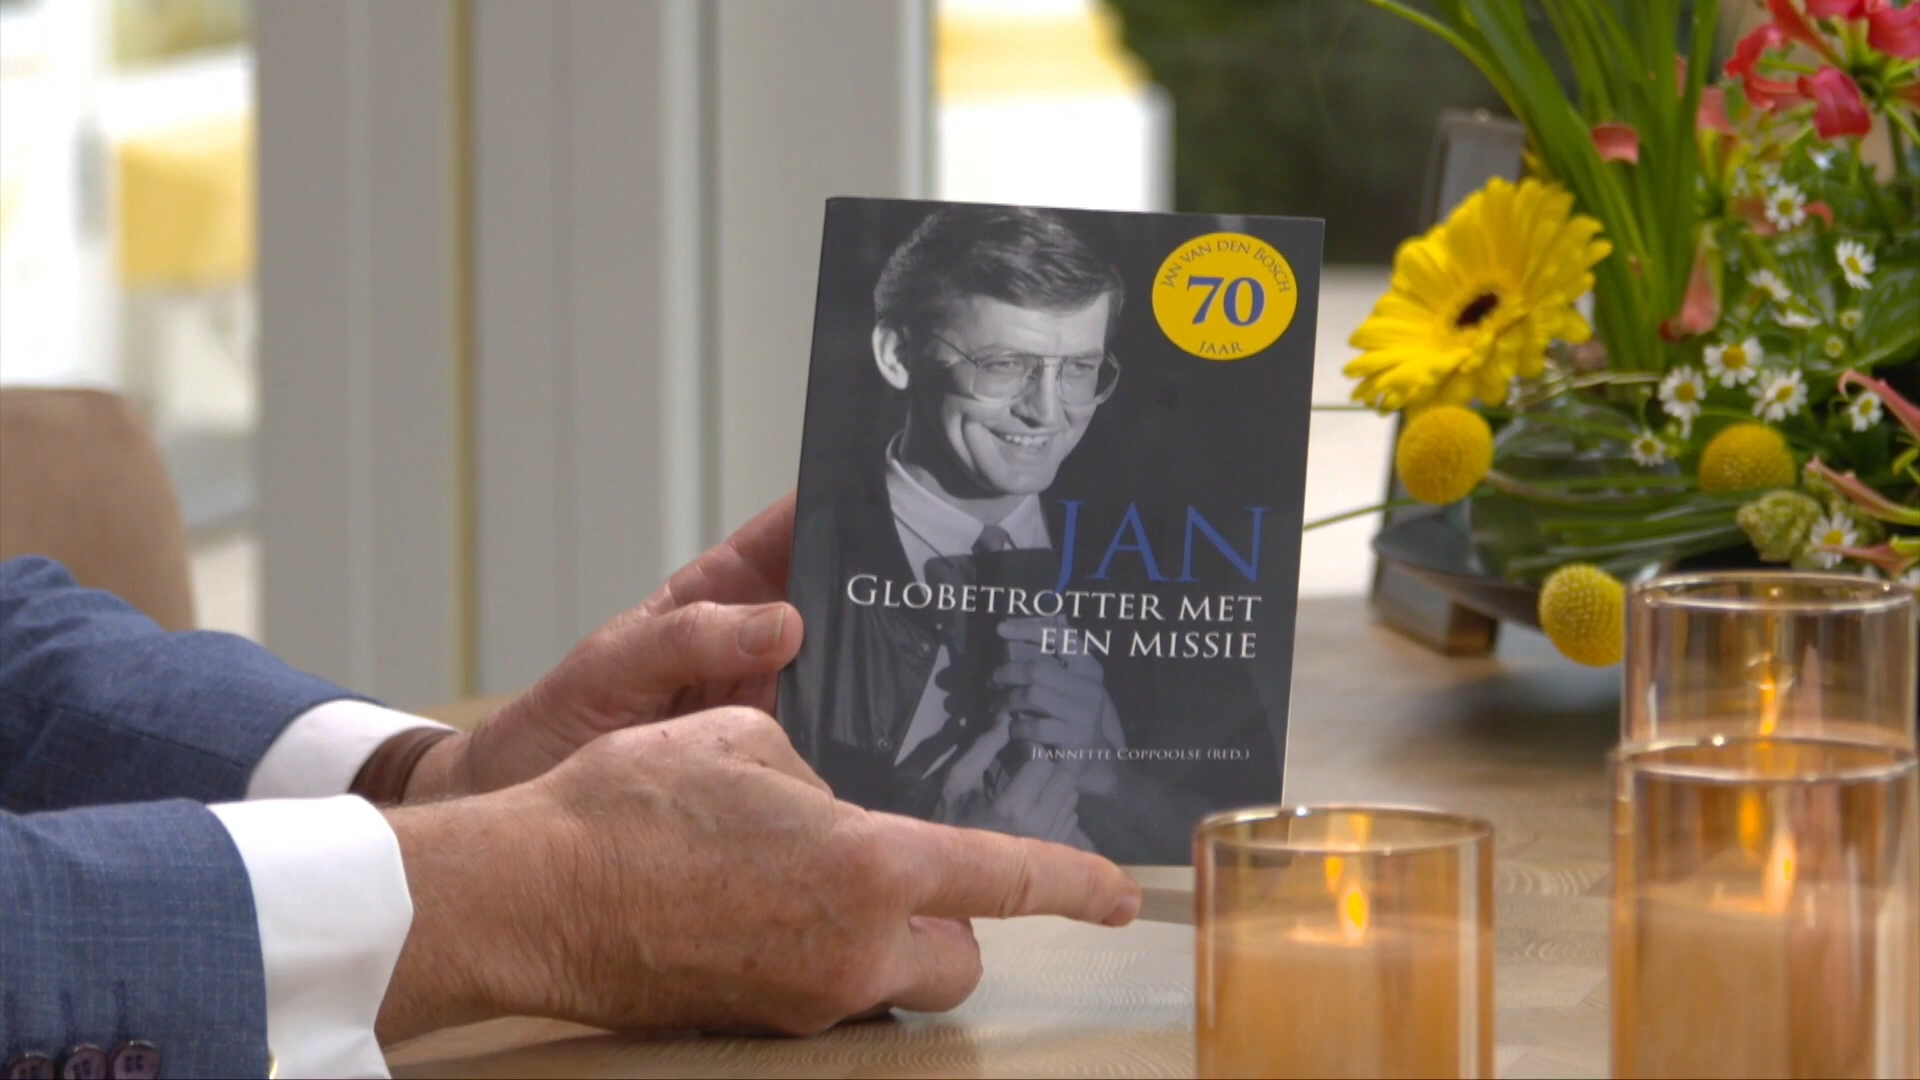 JAN VAN DEN BOSCH
70
JAAR
JAN
GLOBETROTTER MET
EEN MISSIE
JEANNETTE COPPOOLSE (RED.)